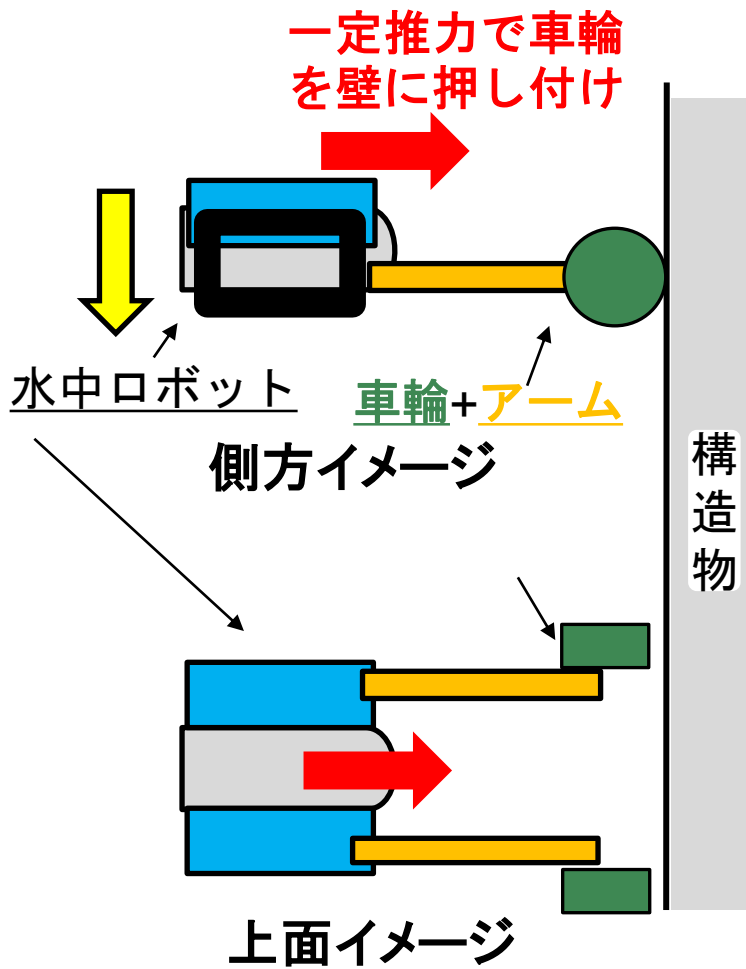 一定推力で車輪
を壁に押し付け
水中ロボット
車輪+アーム
側方イメージ
構造物
上面イメージ